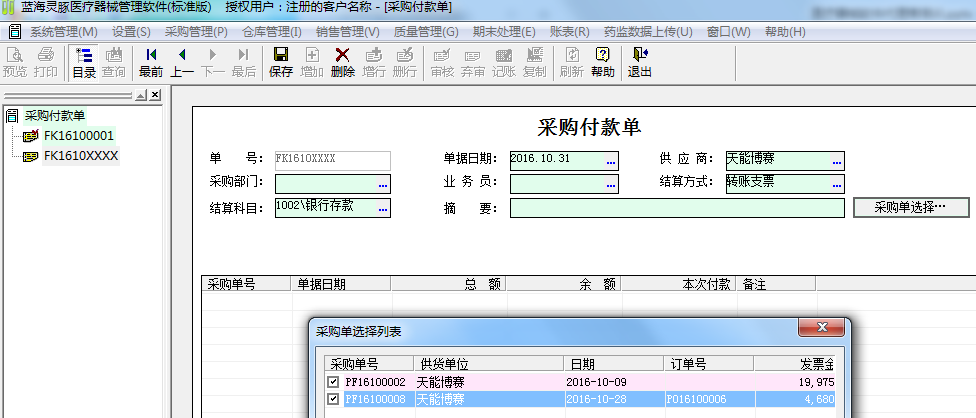 蓝海灵豚医疗器械管理软件(标准版) 授权用户：注册的客户名称 - [采购付款单]
系统管理(M) 设置(S) 采购管理(P) 仓库管理(I) 销售管理(V) 质量管理(G) 期末处理(E) 账表(R) 药监数据上传(U) 窗口(W) 帮助(H)
预览 打印 目录 查询 最前 上一 下一 最后 保存 增加 删除 增行 删行 审核 弃审 记账 复制 刷新 帮助 退出
采购付款单
FK16100001
FK1610XXXX
采购付款单
单 号： FK1610XXXX 单据日期： 2016.10.31 ... 供 应 商： 天能博赛 ...
采购部门： ... 业 务 员： ... 结算方式： 转账支票 ...
结算科目： 1002\银行存款 ... 摘 要： 采购单选择…
采购单号 单据日期 总 额 余 额 本次付款 备注
采购单选择列表
采购单号 供货单位 日期 订单号 发票金
PF16100002 天能博赛 2016-10-09 19,975
PF16100008 天能博赛 2016-10-28 PO16100006 4,680